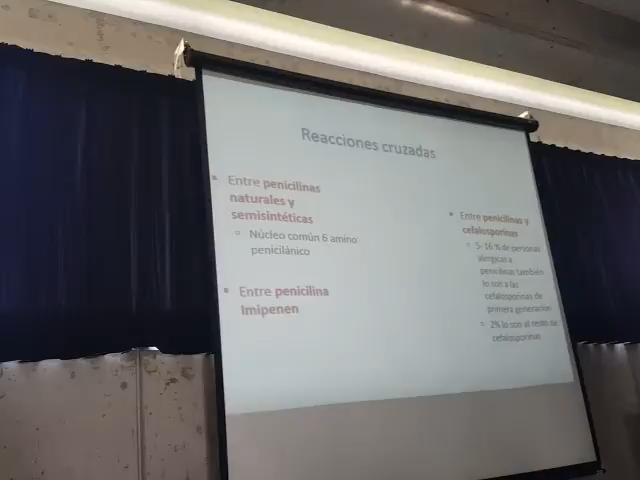 Reacciones cruzadas
• Entre penicilinas
naturales y
semisintéticas
▫ Núcleo común 6 amino
penicilánico
• Entre penicilina
Imipenen
• Entre penicilinas y
cefalosporinas
▫ 5- 16 % de personas
alérgicas a
penicilinas también
lo son a las
cefalosporinas de
primera generación
▫ 2% lo son al resto de
cefalosporinas